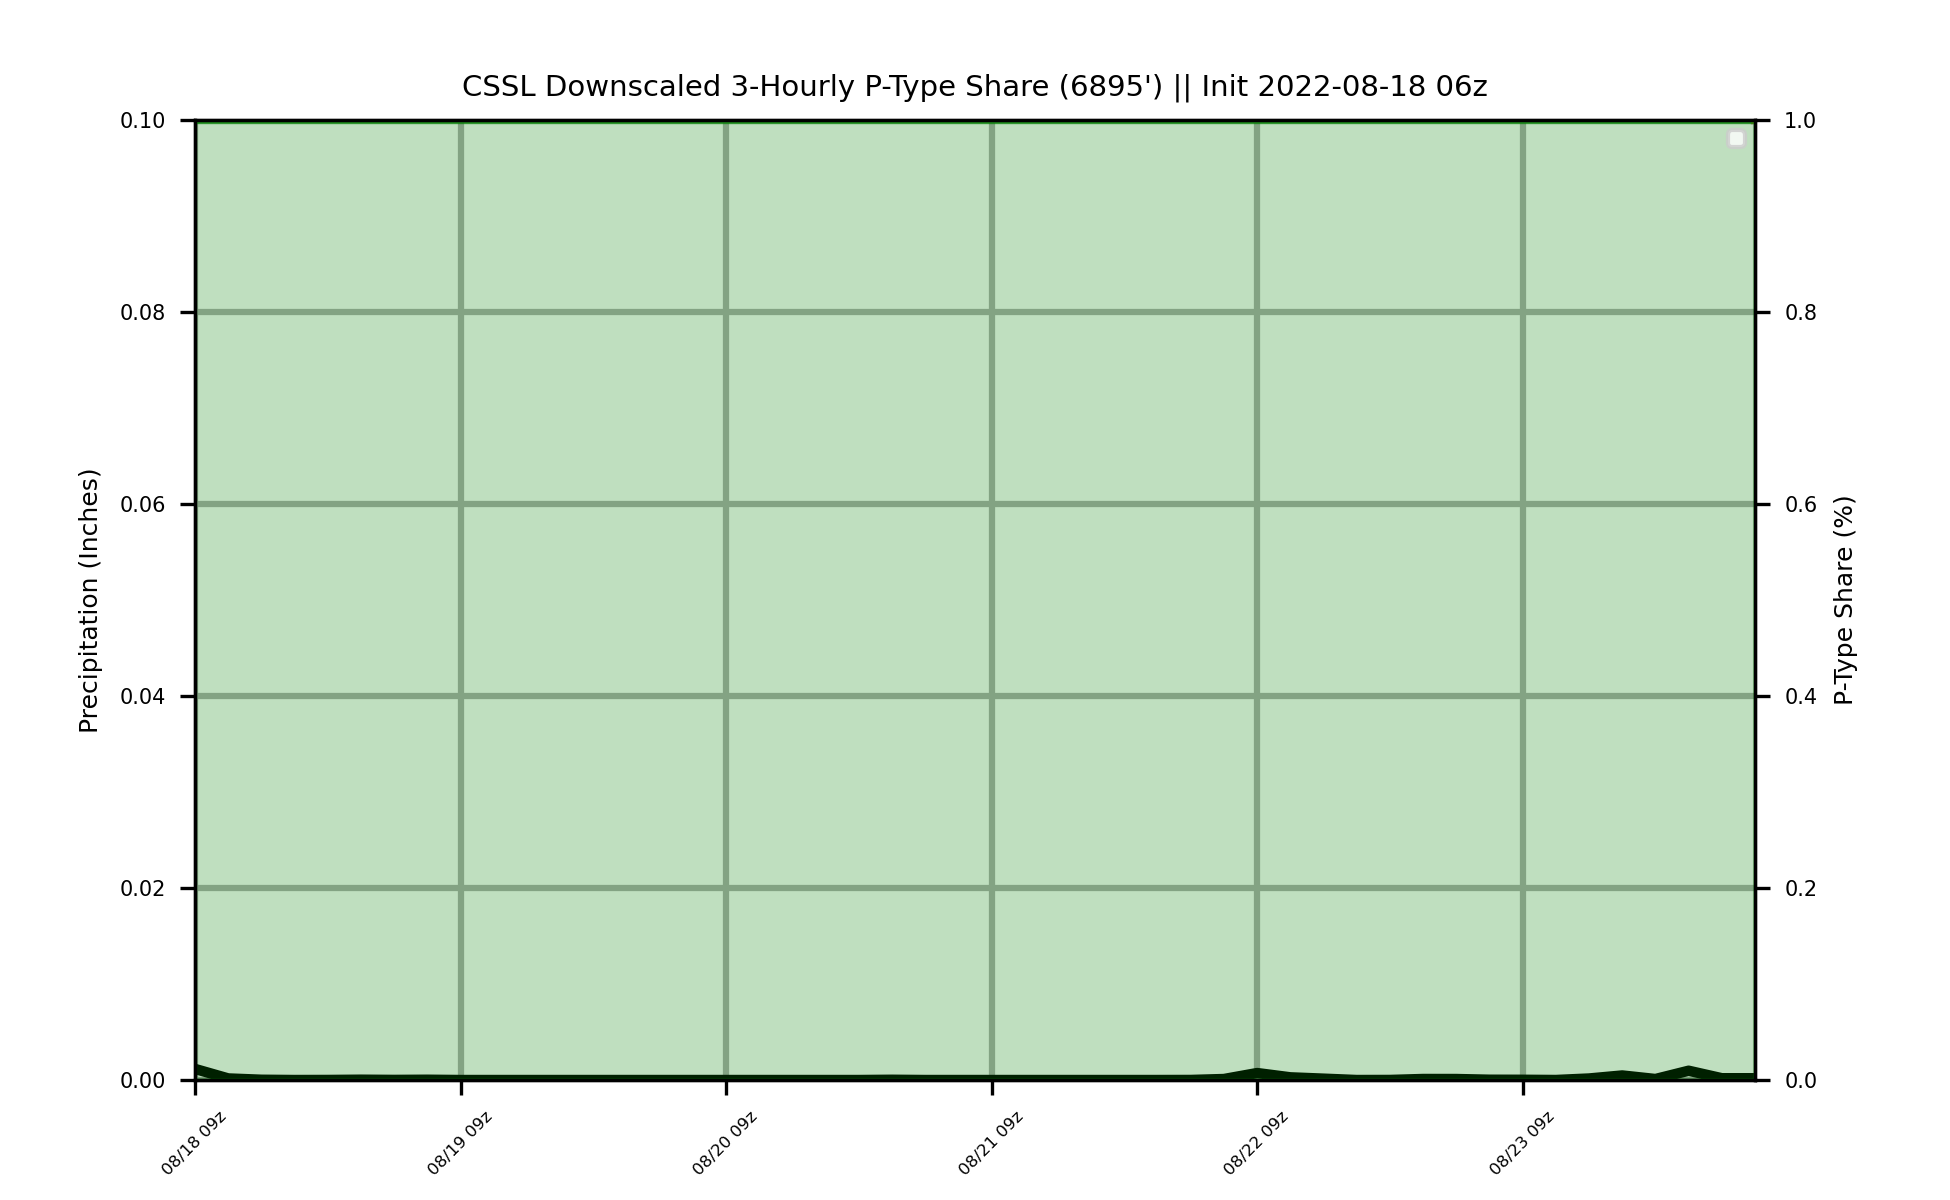 CSSL Downscaled 3-Hourly P-Type Share (6895') || Init 2022-08-18 06z
Precipitation (Inches)
0.10
0.08
0.06
0.04
0.02
0.00
1.0
0.8
0.6
0.4
0.2
0.0
P-Type Share (%)
08/18 09z
08/19 09z
08/20 09z
08/21 09z
08/22 09z
08/23 09z